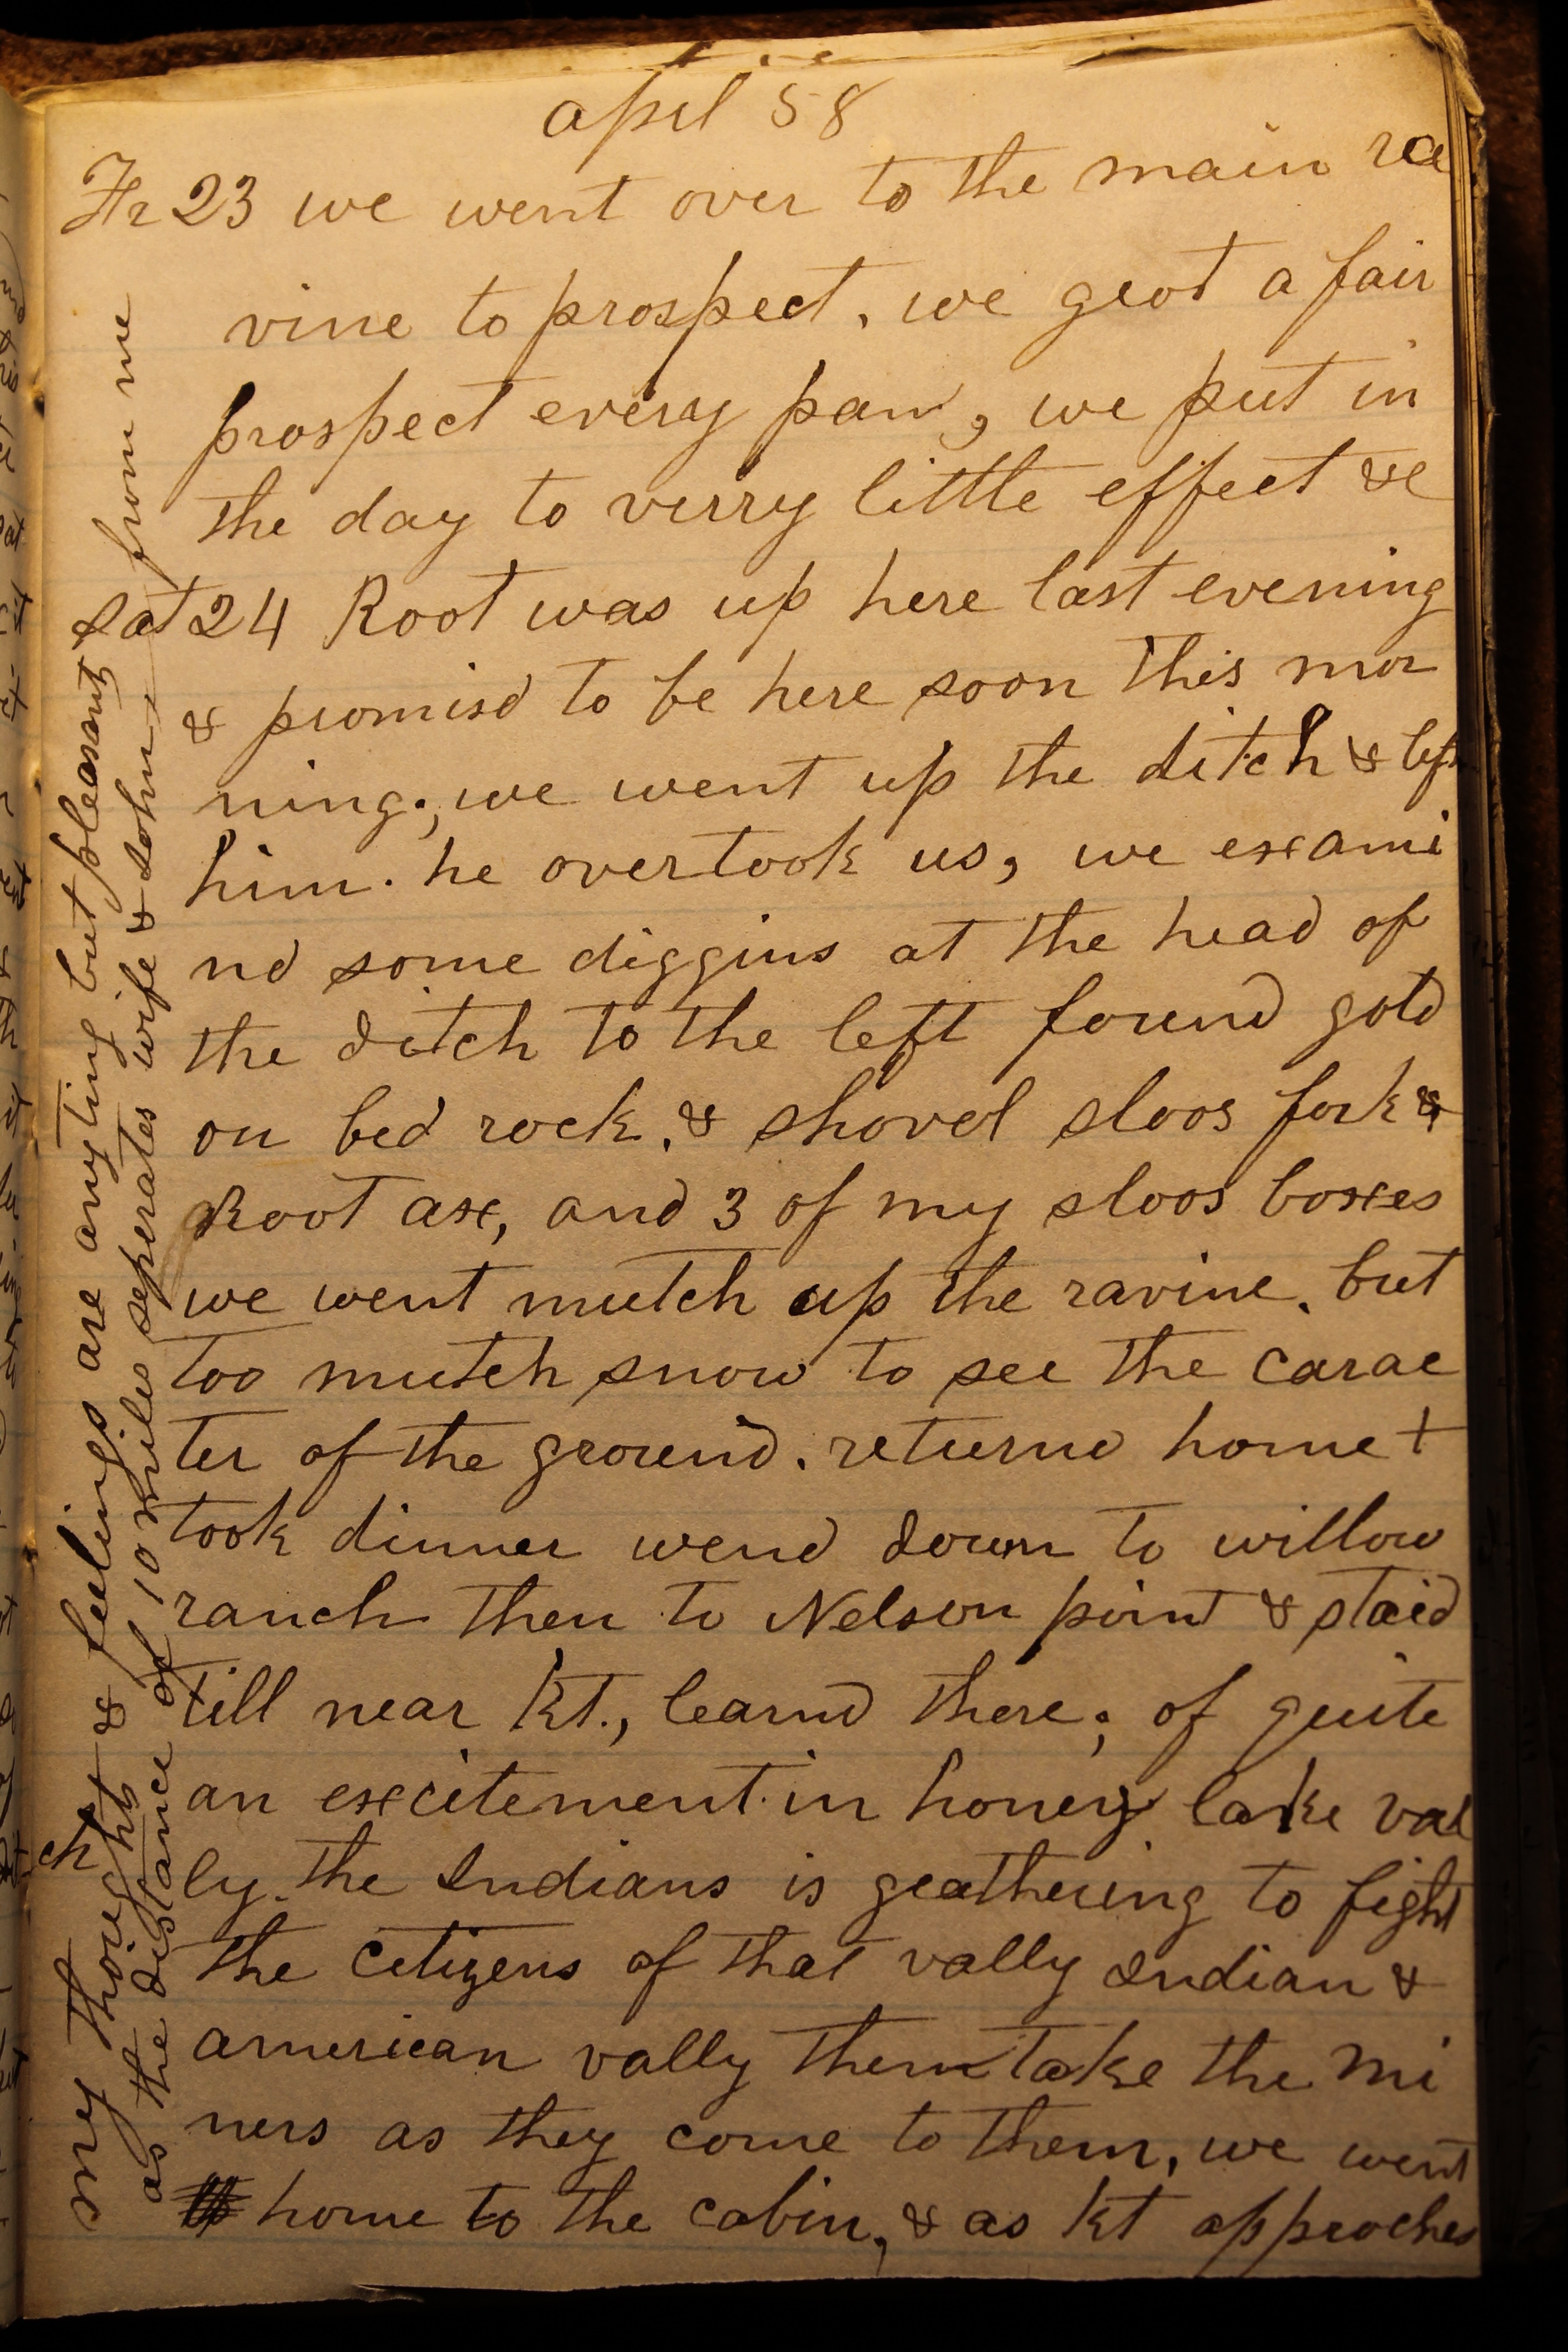 april 58
Fr 23 we went over to the main ra
vine to prospect, we geot a fair
prospect every pan, we put in
the day to verry little effect &c
Sat 24 Root was up here last evening
& promisd to be here soon this mor
ning; we went up the ditch & left
him. he overtook us, we exami
nd some diggins at the head of
the ditch to the left found gold
on bed rock. & shovel sloos fork &
Root axe, and 3 of my sloos boxes
we went mutch up the ravine. but
too mutch snow to see the carac
ter of the ground. returnd home +
took dinner wend down to willow
ranch then to Nelson point & staid
till near Kt., learnd there; of quite
an excitement in honey lake val
ly. the Indians is geathering to fight
the citizens of that vally Indian &
american vally then take the mi
ners as they come to them, we went
home to the cabin, & as Kt approches
my thoughts & feelings are anyting but pleasant
as the distance of 10 miles seperates wife & John from me